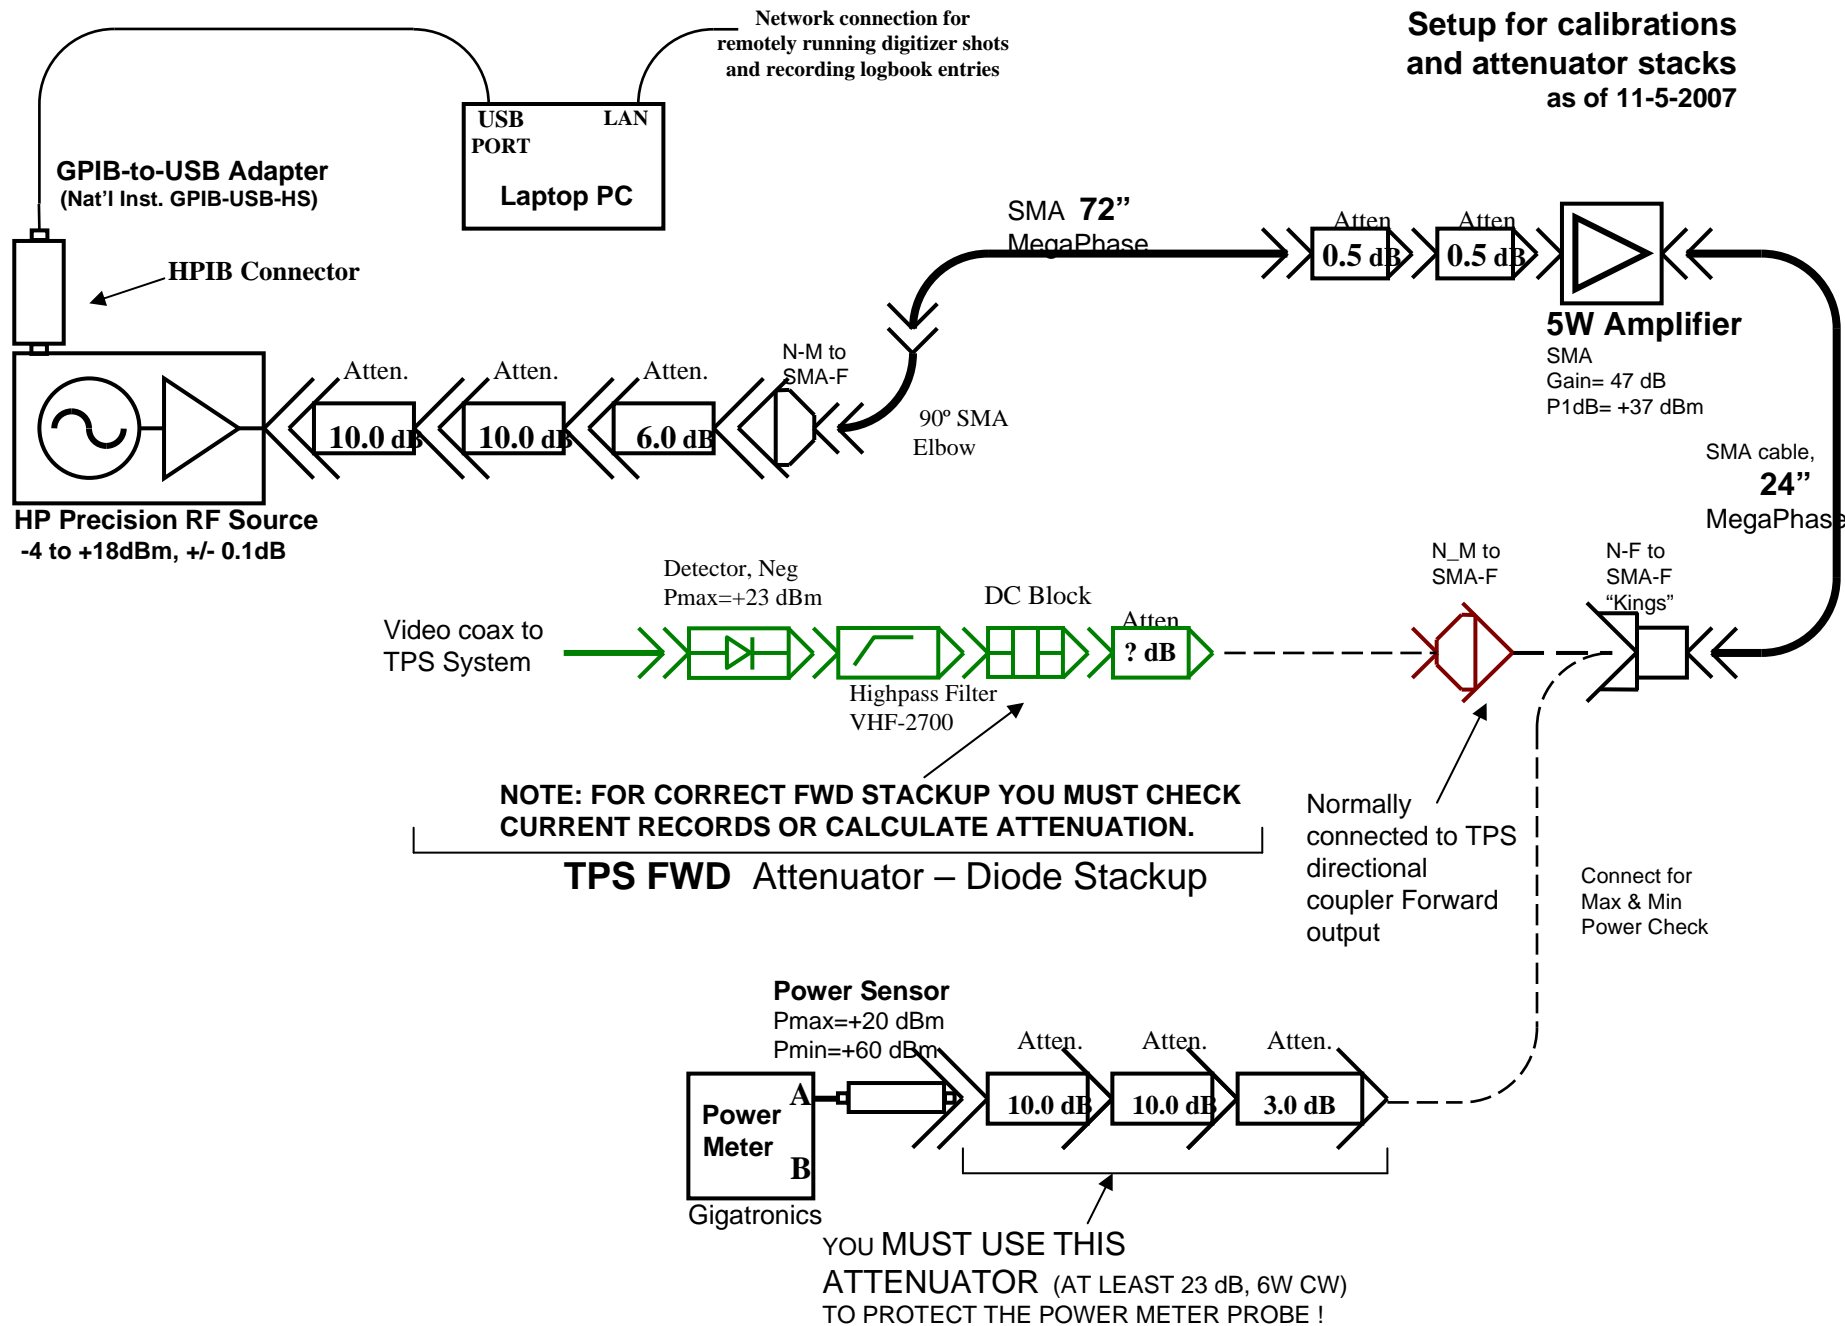 Network connection for
remotely running digitizer shots
and recording logbook entries
Setup for calibrations
and attenuator stacks
as of 11-5-2007
USB
PORT
LAN
Laptop PC
GPIB-to-USB Adapter
(Nat'l Inst. GPIB-USB-HS)
HPIB Connector
SMA 72”
MegaPhase
Atten
0.5 dB
Atten
0.5 dB
5W Amplifier
SMA
Gain= 47 dB
P1dB= +37 dBm
Atten.
10.0 dB
Atten.
10.0 dB
Atten.
6.0 dB
N-M to
SMA-F
90º SMA
Elbow
HP Precision RF Source
-4 to +18dBm, +/- 0.1dB
SMA cable,
24”
MegaPhase
Video coax to
TPS System
Detector, Neg
Pmax=+23 dBm
Highpass Filter
VHF-2700
DC Block
Atten
? dB
N_M to
SMA-F
N-F to
SMA-F
“Kings”
NOTE: FOR CORRECT FWD STACKUP YOU MUST CHECK
CURRENT RECORDS OR CALCULATE ATTENUATION.
TPS FWD Attenuator – Diode Stackup
Normally
connected to TPS
directional
coupler Forward
output
Connect for
Max & Min
Power Check
Power Sensor
Pmax=+20 dBm
Pmin=+60 dBm
Atten.
10.0 dB
Atten.
10.0 dB
Atten.
3.0 dB
A
Power
Meter
B
Gigatronics
YOU MUST USE THIS
ATTENUATOR (AT LEAST 23 dB, 6W CW)
TO PROTECT THE POWER METER PROBE !